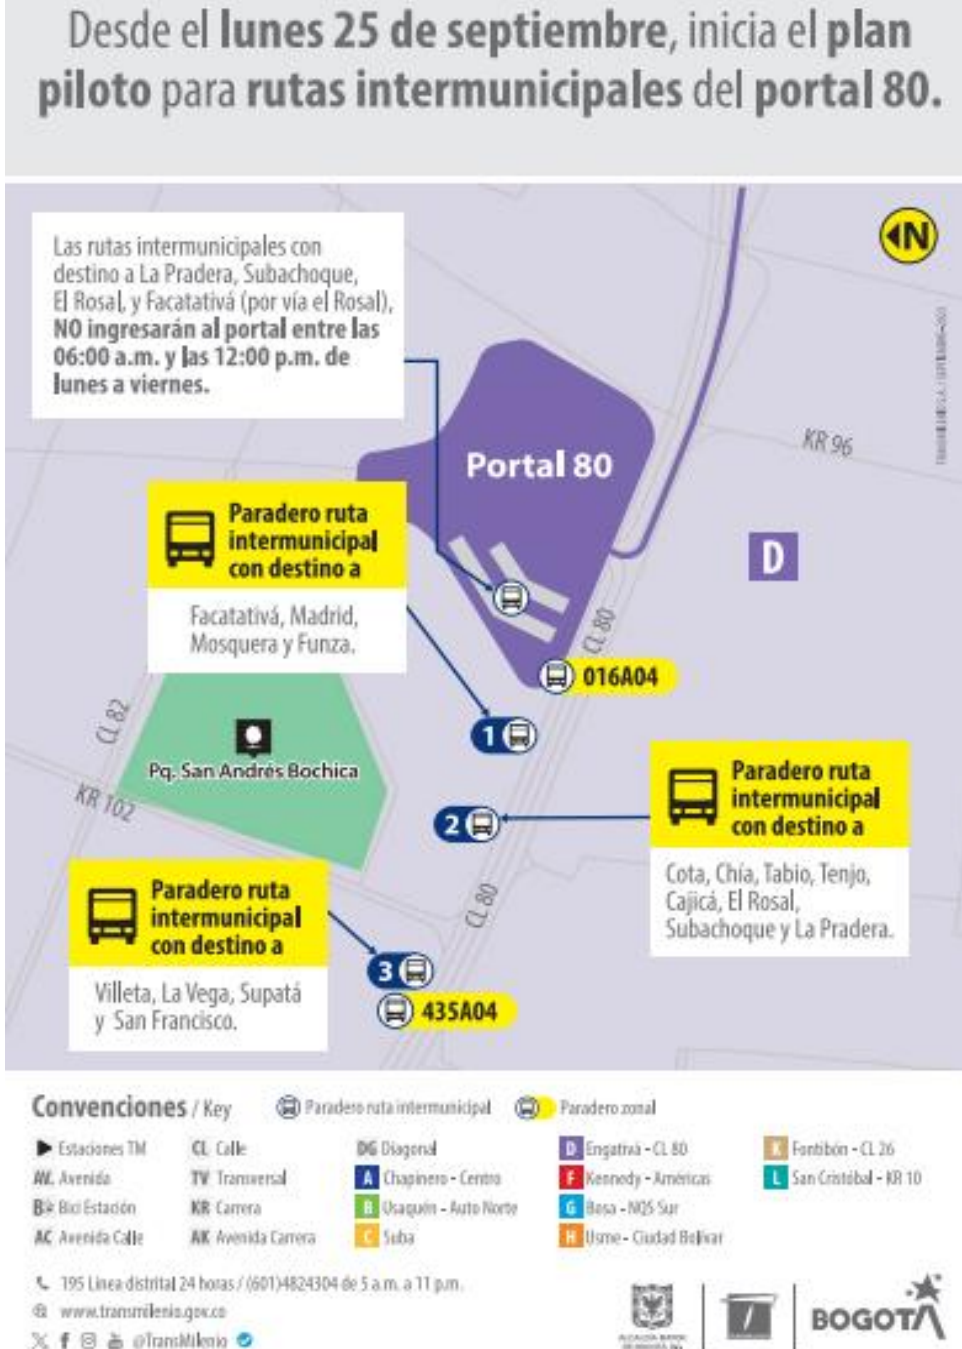 Desde el lunes 25 de septiembre, inicia el plan
piloto para rutas intermunicipales del portal 80.
Las rutas intermunicipales con
destino a La Pradera, Subachoque,
El Rosal, y Facatativá (por vía el Rosal),
NO ingresarán al portal entre las
06:00 a.m. y las 12:00 p.m. de
lunes a viernes.
N
KR 96
Portal 80
D
Paradero ruta
intermunicipal
con destino a
Facatativá, Madrid,
Mosquera y Funza.
CL 80
016A04
CL 82
1
Pq. San Andrés Bochica
KR 102
2
Paradero ruta
intermunicipal
con destino a
Cota, Chía, Tabio, Tenjo,
Cajicá, El Rosal,
Subachoque y La Pradera.
CL 80
Paradero ruta
intermunicipal
con destino a
Villeta, La Vega, Supatá
y San Francisco.
3
435A04
Convenciones / Key
Paradero ruta intermunicipal
Paradero zonal
Estaciones TM
CL Calle
DG Diagonal
D Engativá - CL 80
K Fontibón - CL 26
AV. Avenida
TV Transversal
A Chapinero - Centro
F Kennedy - Américas
L San Cristóbal - KR 10
B Bici Estación
KR Carrera
B Usaquén - Auto Norte
G Bosa - NQS Sur
AC Avenida Calle
AK Avenida Carrera
C Suba
H Usme - Ciudad Bolívar
195 Línea distrital 24 horas / (601)4824304 de 5 a.m. a 11 p.m.
www.transmilenio.gov.co
@TransMilenio
BOGOTÁ